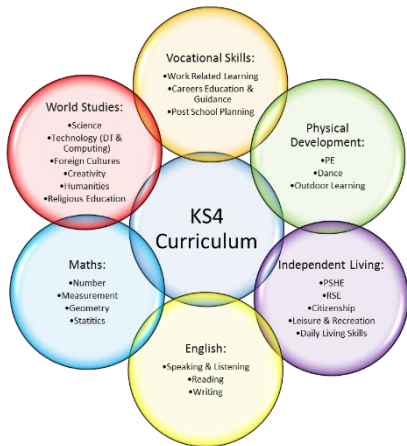 Vocational Skills:
•Work Related Learning
•Careers Education &
Guidance
•Post School Planning
World Studies:
•Science
•Technology (DT &
Computing)
•Foreign Cultures
•Creativity
•Humanities
•Religious Education
Physical
Development:
•PE
•Dance
•Outdoor Learning
KS4
Curriculum
Maths:
•Number
•Measurement
•Geometry
•Statitics
Independent Living:
•PSHE
•RSE
•Citizenship
•Leisure & Recreation
•Daily Living Skills
English:
•Speaking & Listening
•Reading
•Writing